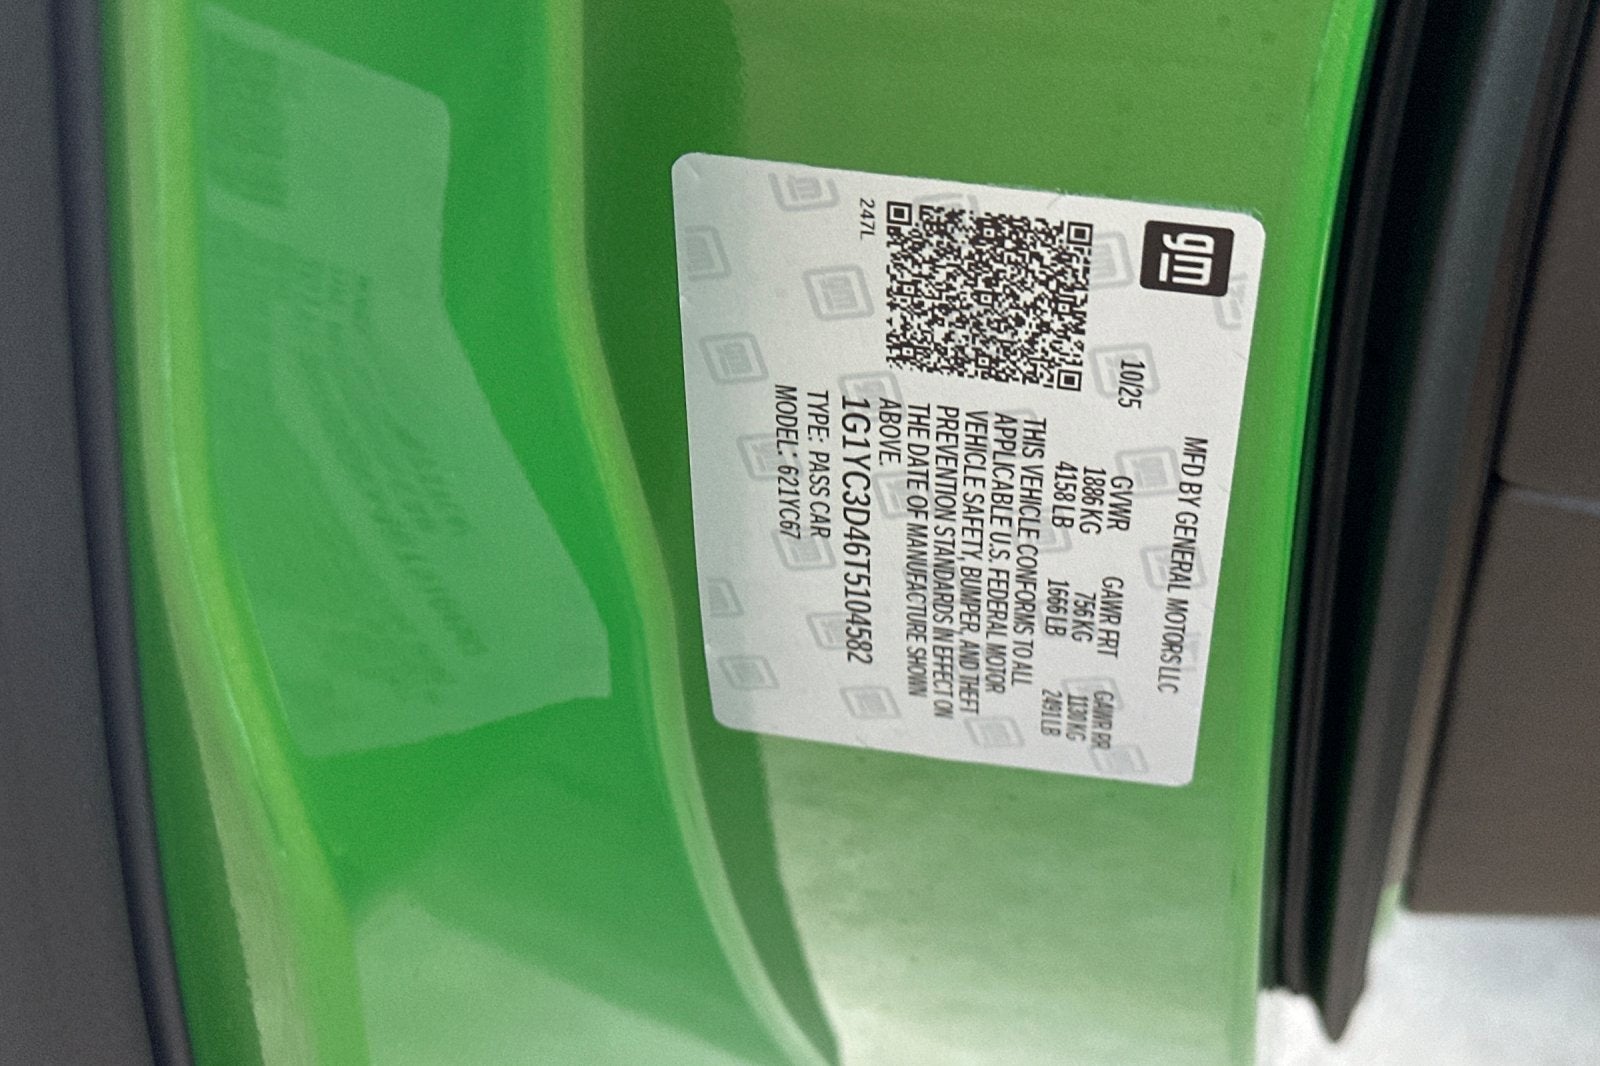 gm
MFD BY GENERAL MOTORS LLC
10/25
GVWR GAWR FRT GAWR RR
1886 KG 756 KG 1130 KG
4158 LB 1666 LB 2491 LB
THIS VEHICLE CONFORMS TO ALL
APPLICABLE U.S. FEDERAL MOTOR
VEHICLE SAFETY, BUMPER, AND THEFT
PREVENTION STANDARDS IN EFFECT ON
THE DATE OF MANUFACTURE SHOWN
ABOVE.
247L
1G1YC3D46T5104582
TYPE: PASS CAR
MODEL: 621YC67